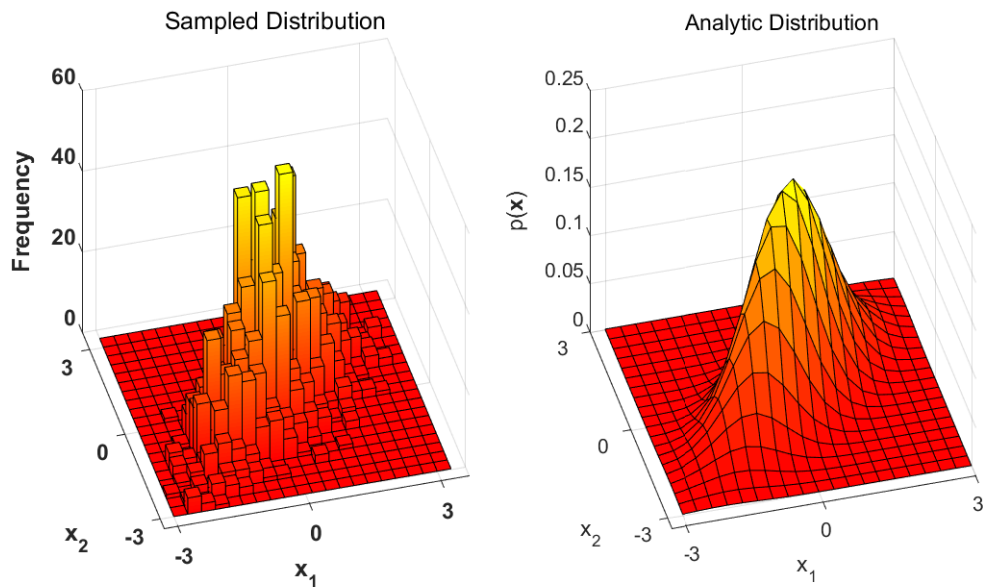 Sampled Distribution
Frequency
60
40
20
0
3
0
-3
x2
-3
0
3
x1
Analytic Distribution
p(x)
0.25
0.2
0.15
0.1
0.05
0
3
0
-3
x2
-3
0
3
x1